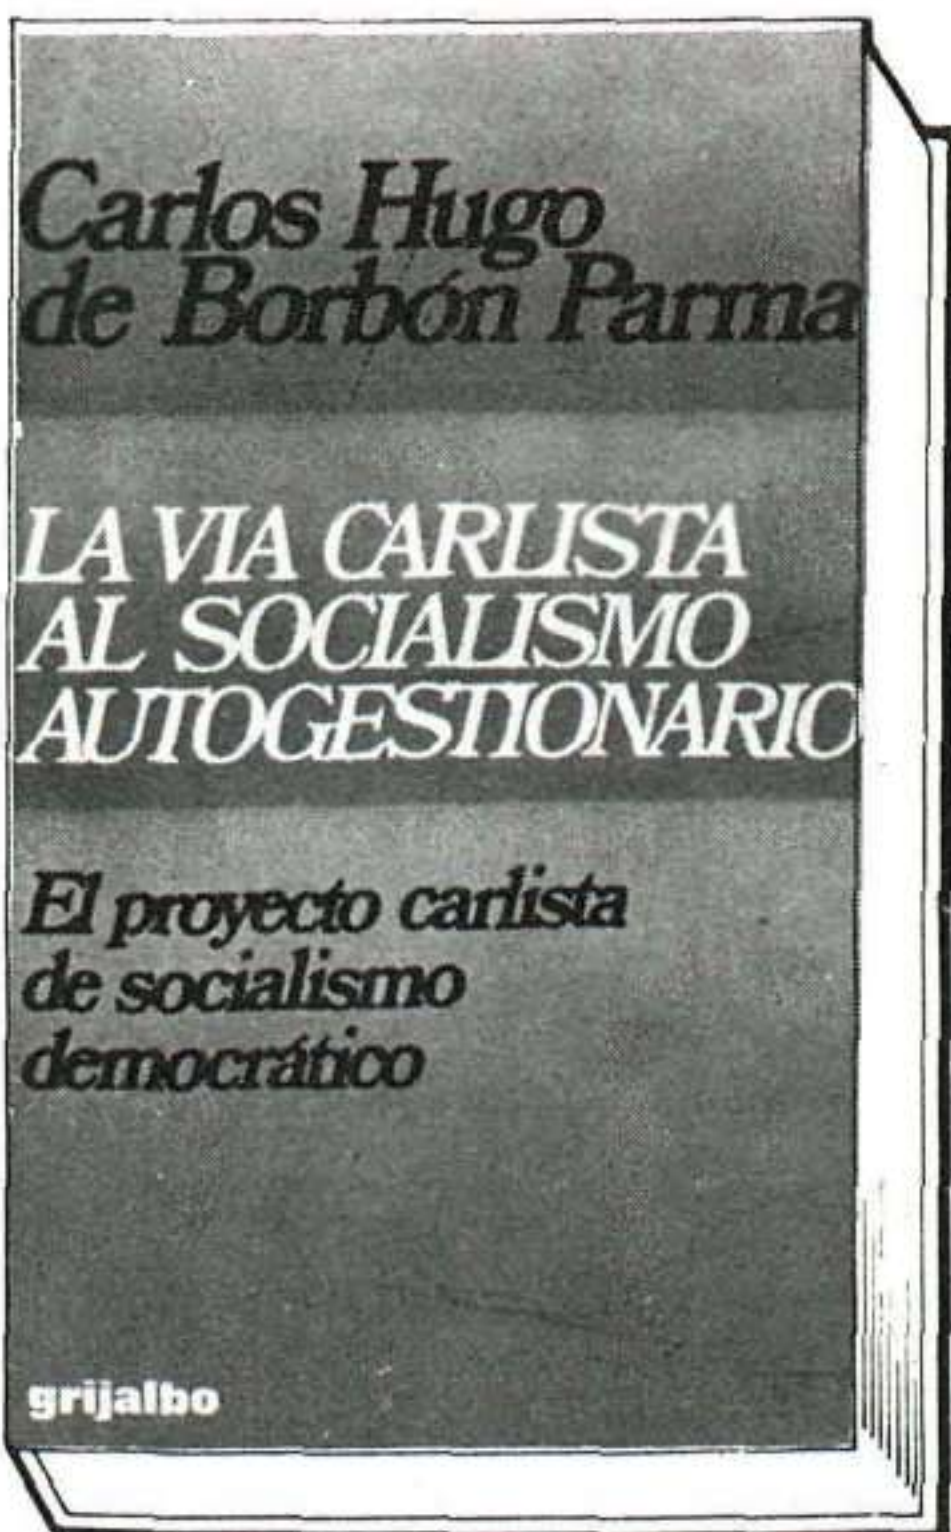 Carlos Hugo
de Borbón Parma
LA VIA CARLISTA
AL SOCIALISMO
AUTOGESTIONARIO
El proyecto carlista
de socialismo
democrático
grijalbo